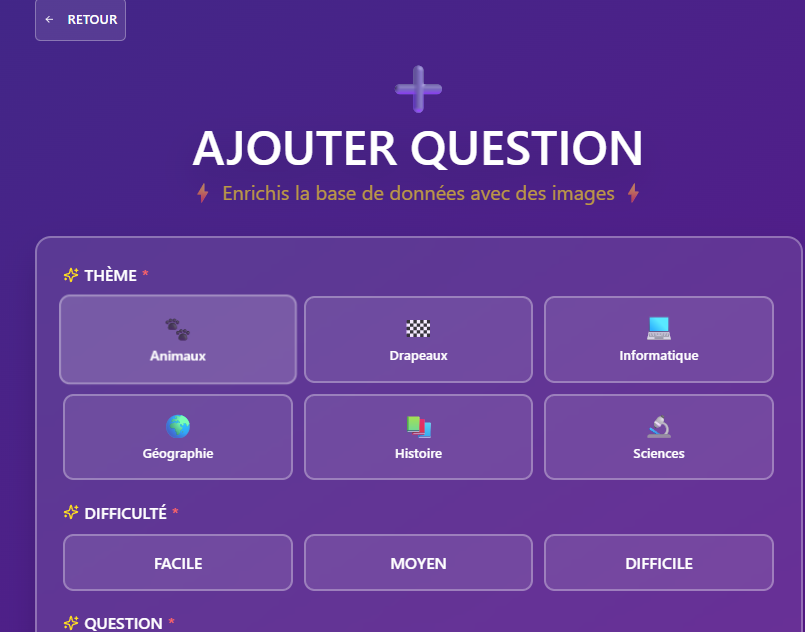 ← RETOUR
AJOUTER QUESTION
Enrichis la base de données avec des images
THÈME *
Animaux
Drapeaux
Informatique
Géographie
Histoire
Sciences
DIFFICULTÉ *
FACILE
MOYEN
DIFFICILE
QUESTION *